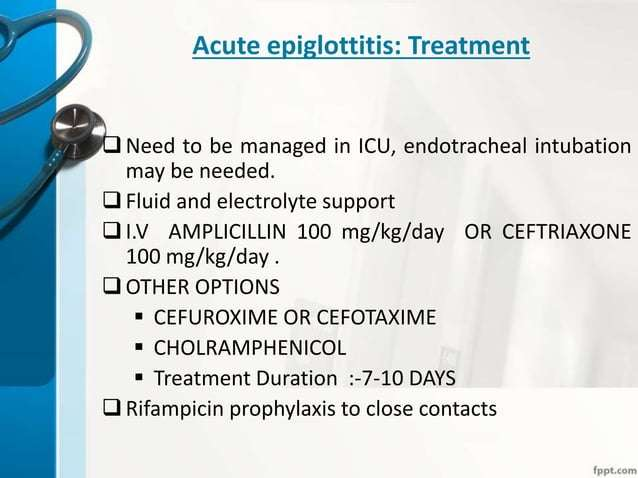 Acute epiglottitis: Treatment
❑Need to be managed in ICU, endotracheal intubation
may be needed.
❑Fluid and electrolyte support
❑I.V AMPLICILLIN 100 mg/kg/day OR CEFTRIAXONE
100 mg/kg/day .
❑OTHER OPTIONS
▪ CEFUROXIME OR CEFOTAXIME
▪ CHOLRAMPHENICOL
▪ Treatment Duration :-7-10 DAYS
❑Rifampicin prophylaxis to close contacts
fppt.com